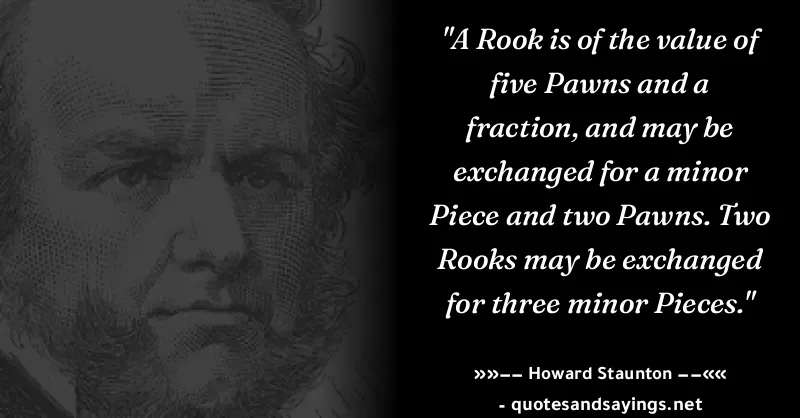 "A Rook is of the value of
five Pawns and a
fraction, and may be
exchanged for a minor
Piece and two Pawns. Two
Rooks may be exchanged
for three minor Pieces."
»»−− Howard Staunton −−««
- quotesandsayings.net